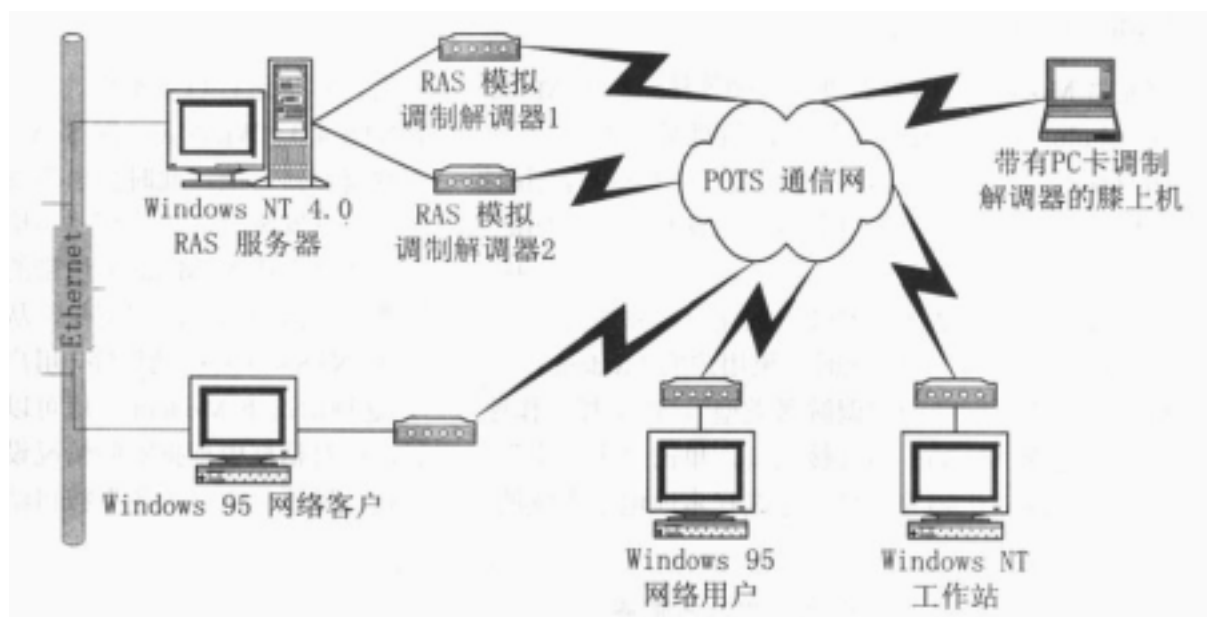 RAS 模拟
调制解调器1
Windows NT 4.0
RAS 服务器
RAS 模拟
调制解调器2
POTS 通信网
带有PC卡调制
解调器的膝上机
Ethernet
Windows 95 网络客户
Windows 95
网络用户
Windows NT
工作站